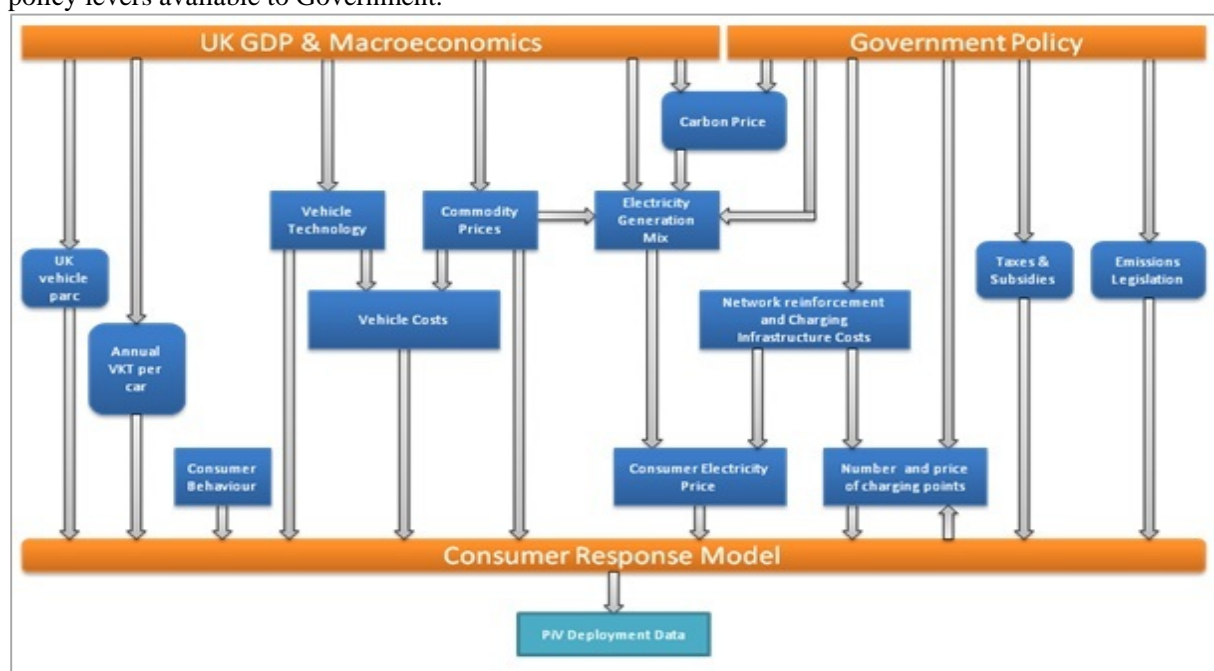 policy levers available to Government.
UK GDP & Macroeconomics
Government Policy
Carbon Price
Vehicle
Technology
Commodity
Prices
Electricity
Generation
Mix
UK
vehicle
parc
Taxes &
Subsidies
Emissions
Legislation
Vehicle Costs
Network reinforcement
and Charging
Infrastructure Costs
Annual
VKT per
car
Consumer
Behaviour
Consumer Electricity
Price
Number and price
of charging points
Consumer Response Model
PiV Deployment Data